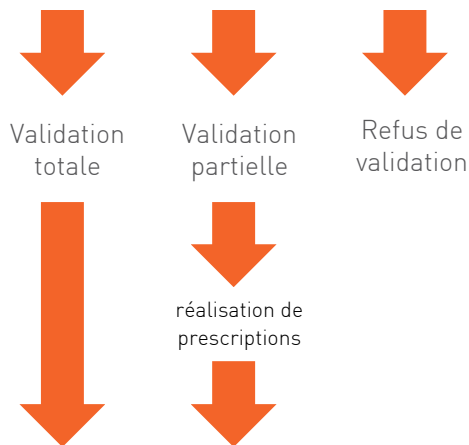 Validation
totale
Validation
partielle
Refus de
validation
réalisation de
prescriptions